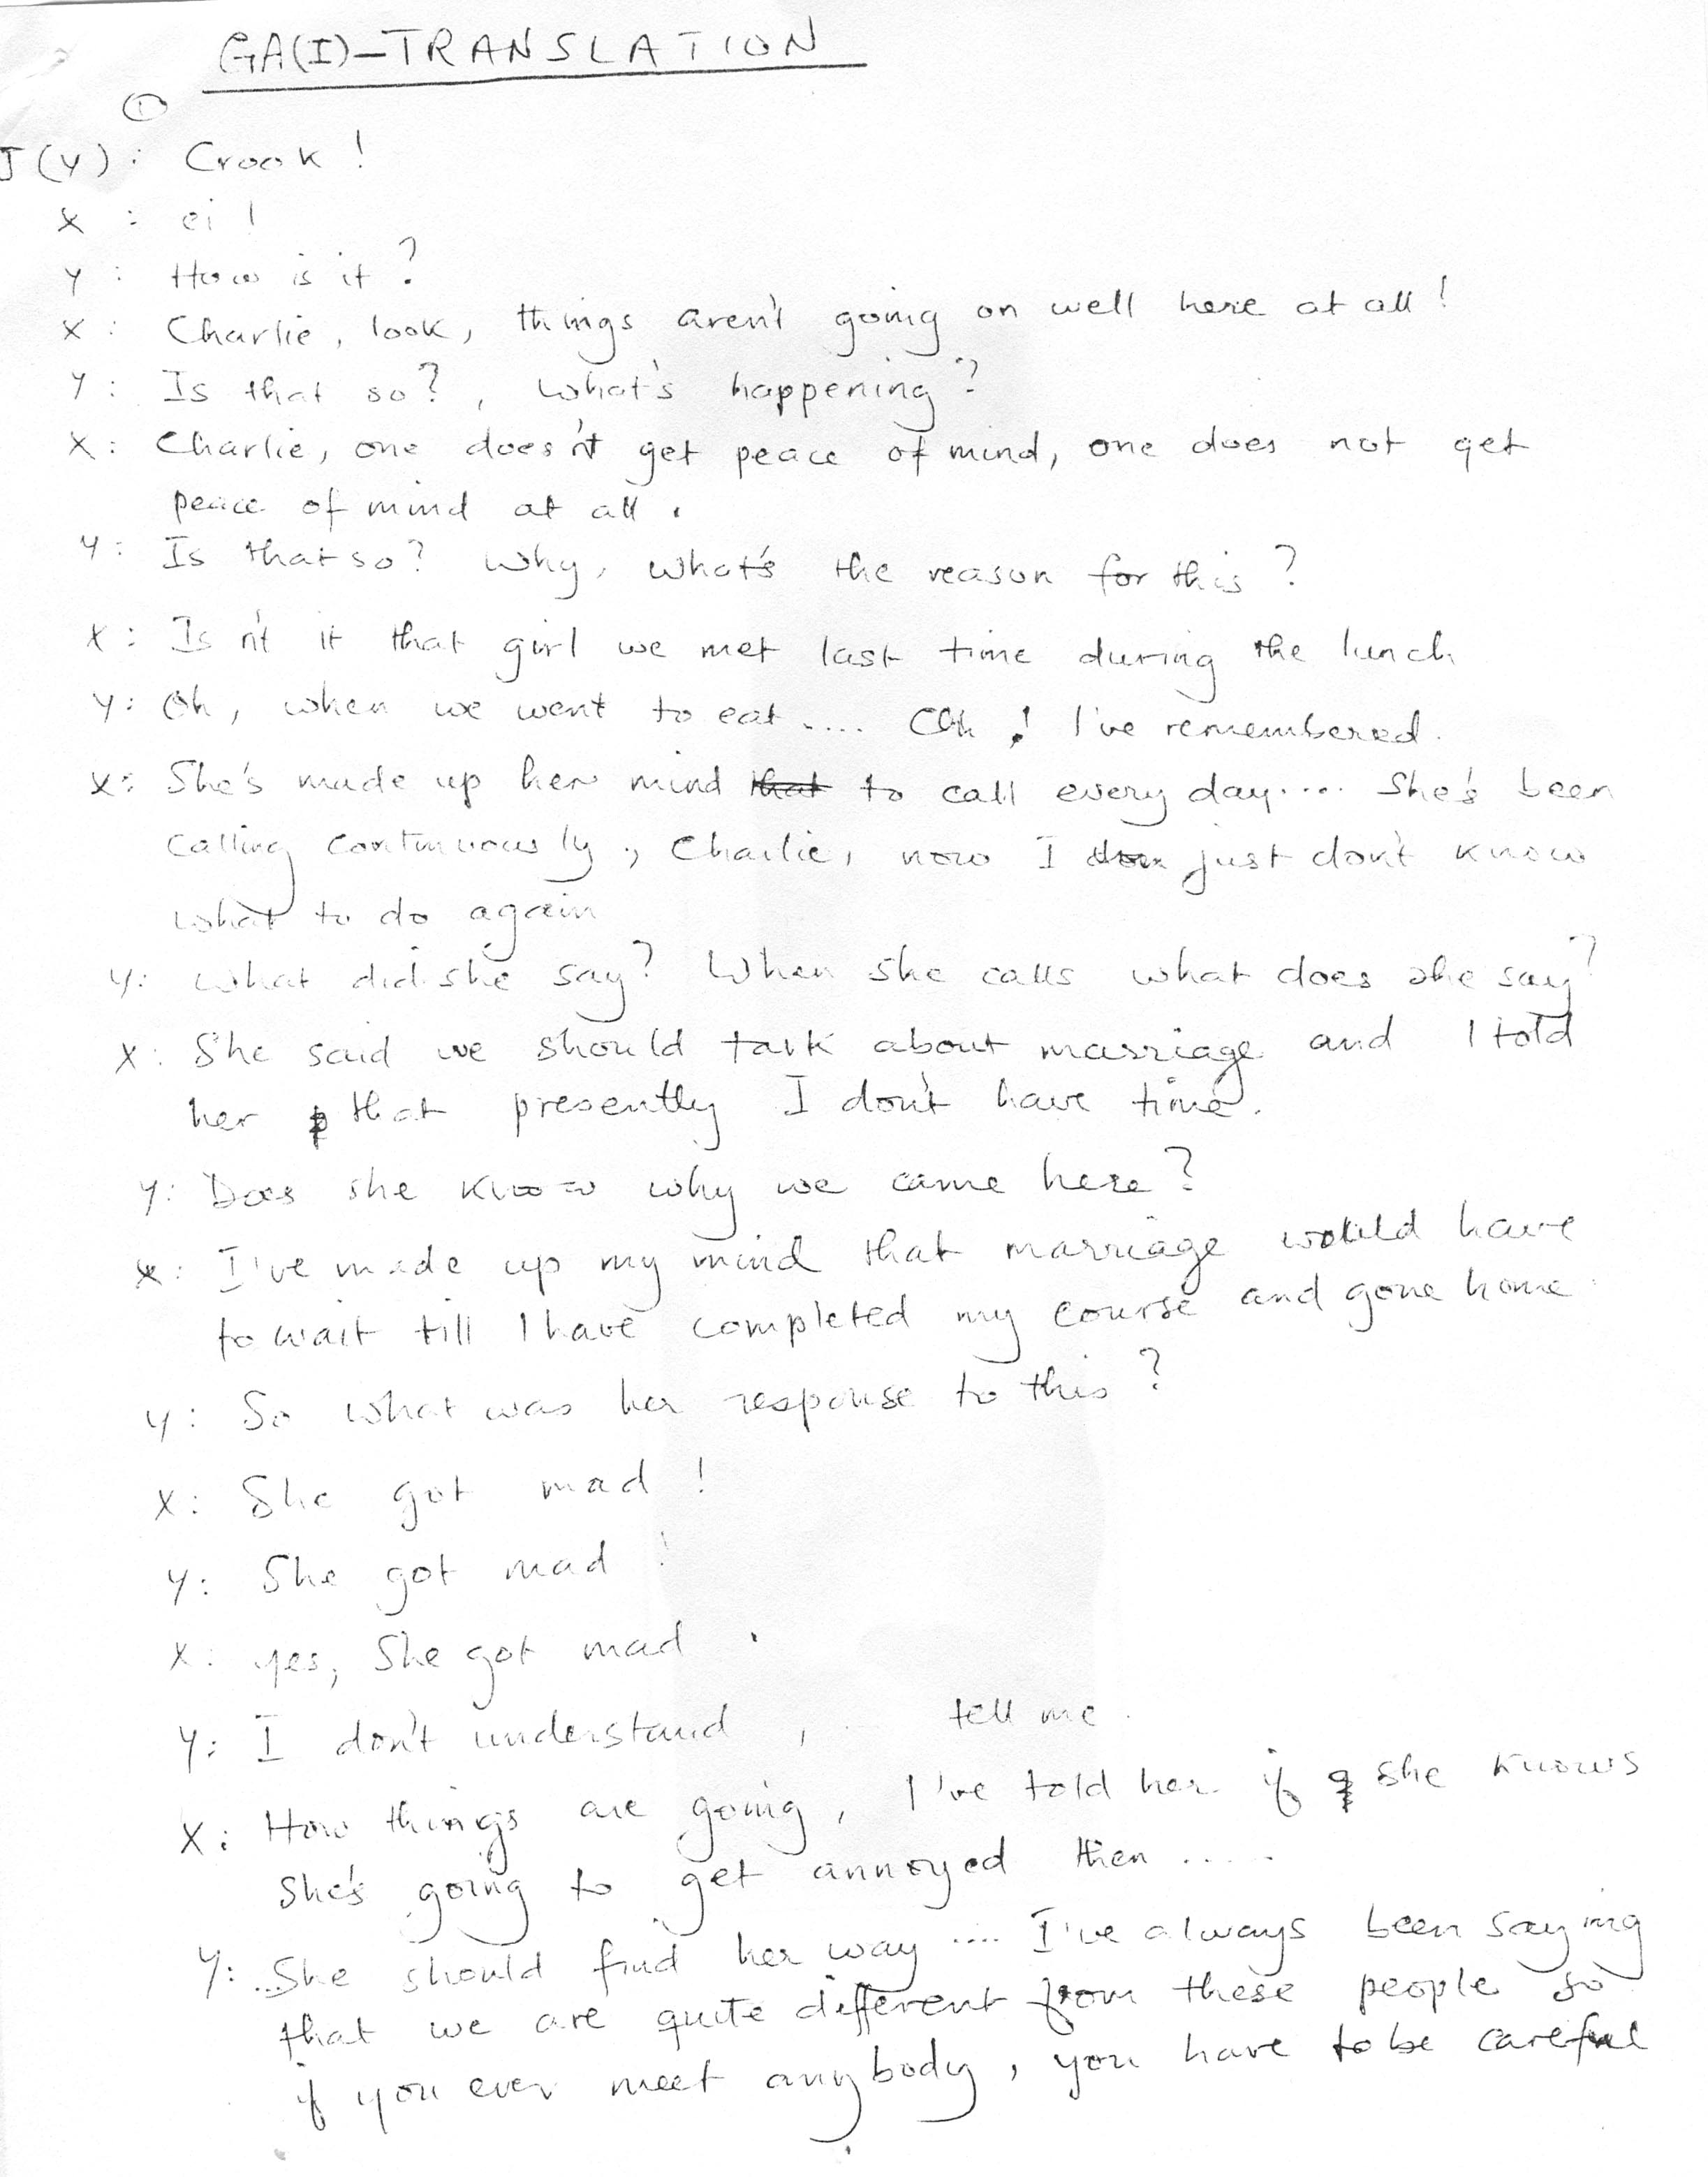 GA(I)-TRANSLATION
①
J(Y): Crook!
X: ei!
Y: How is it?
X: Charlie, look, things aren't going on well here at all!
Y: Is that so?, What's happening?
X: Charlie, one doesn't get peace of mind, one does not get
peace of mind at all.
Y: Is that so? Why, what's the reason for this?
X: Isn't it that girl we met last time during the lunch
Y: Oh, when we went to eat.... Oh! I've remembered.
X: She's made up her mind that to call every day.... She's been
calling continuously, Charlie, now I don just don't know
what to do again
Y: What did she say? When she calls what does she say?
X: She said we should talk about marriage and I told
her that presently I don't have time.
Y: Does she know why we came here?
X: I've made up my mind that marriage would have
to wait till I have completed my course and gone home
Y: So what was her response to this?
X: She got mad!
Y: She got mad!
X: yes, She got mad.
Y: I don't understand, tell me.
X: How things are going, I've told her if she knows
She's going to get annoyed then .....
Y: ...She should find her way .... I've always been saying
that we are quite different from these people so
if you ever meet anybody, you have to be careful